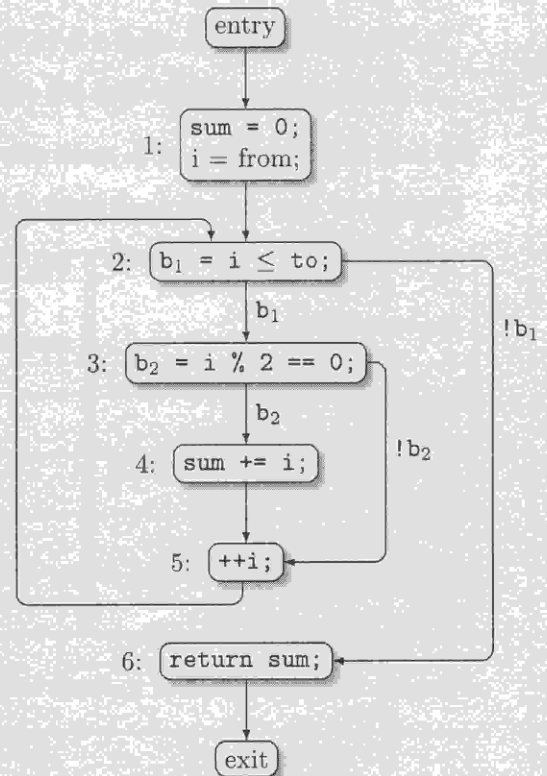 entry
1:
sum = 0;
i = from;
2:
b₁ = i ≤ to;
b₁
!b₁
3:
b₂ = i % 2 == 0;
b₂
!b₂
4:
sum += i;
5:
++i;
6:
return sum;
exit